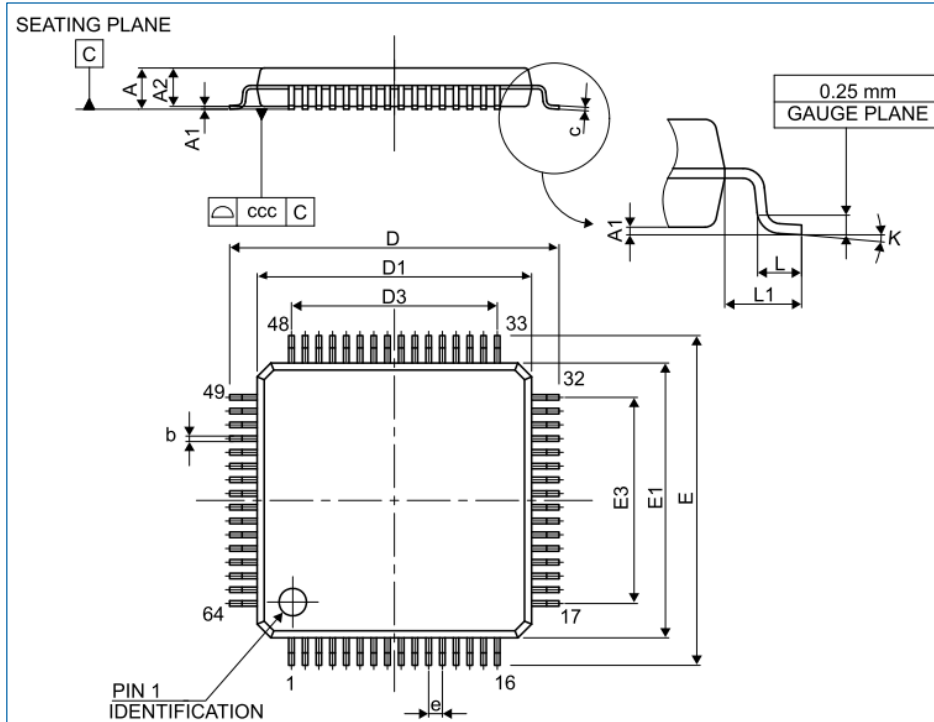 SEATING PLANE
C
A
A2
A1
c
0.25 mm
GAUGE PLANE
ccc C
A1
K
L
L1
D
D1
D3
48
33
49
32
b
E3
E1
E
64
17
PIN 1
IDENTIFICATION
1
16
e